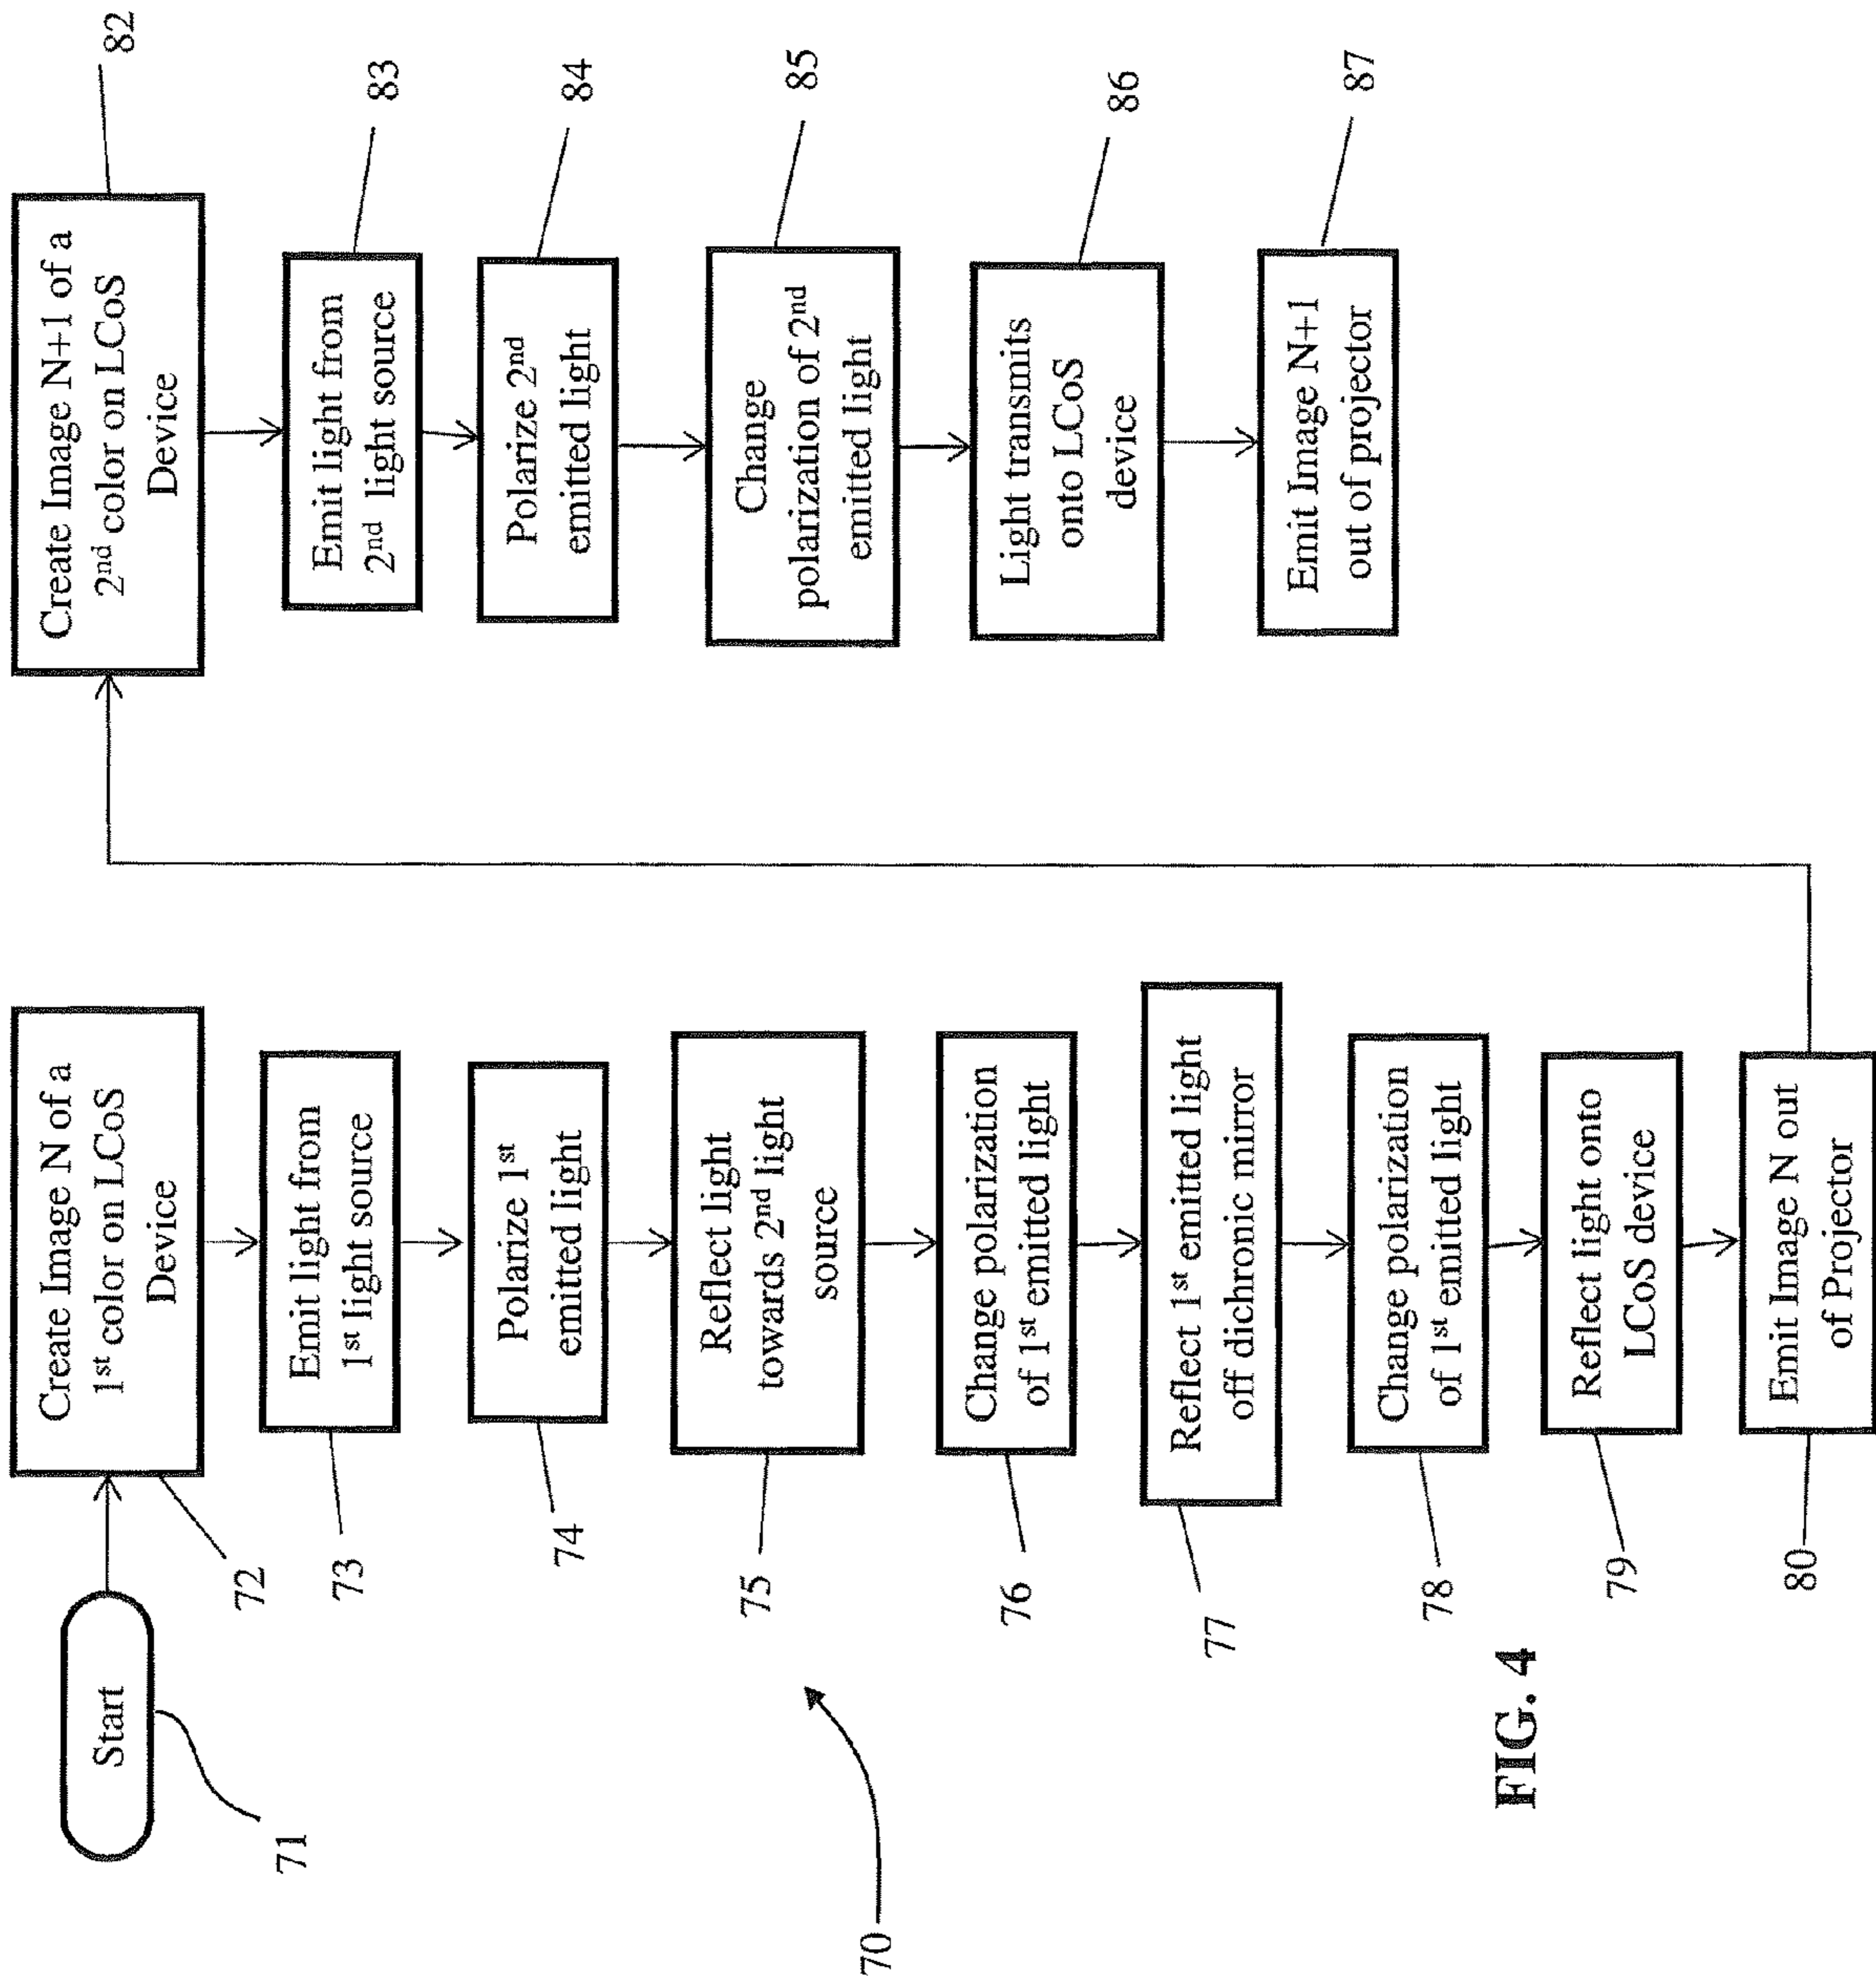 Start
71
Create Image N of a
1st color on LCoS
Device
72
Emit light from
1st light source
73
Polarize 1st
emitted light
74
Reflect light
towards 2nd light
source
75
Change polarization
of 1st emitted light
76
Reflect 1st emitted light
off dichronic mirror
77
Change polarization
of 1st emitted light
78
Reflect light onto
LCoS device
79
Emit Image N out
of Projector
80
Create Image N+1 of a
2nd color on LCoS
Device
82
Emit light from
2nd light source
83
Polarize 2nd
emitted light
84
Change
polarization of 2nd
emitted light
85
Light transmits
onto LCoS
device
86
Emit Image N+1
out of projector
87
70
FIG. 4